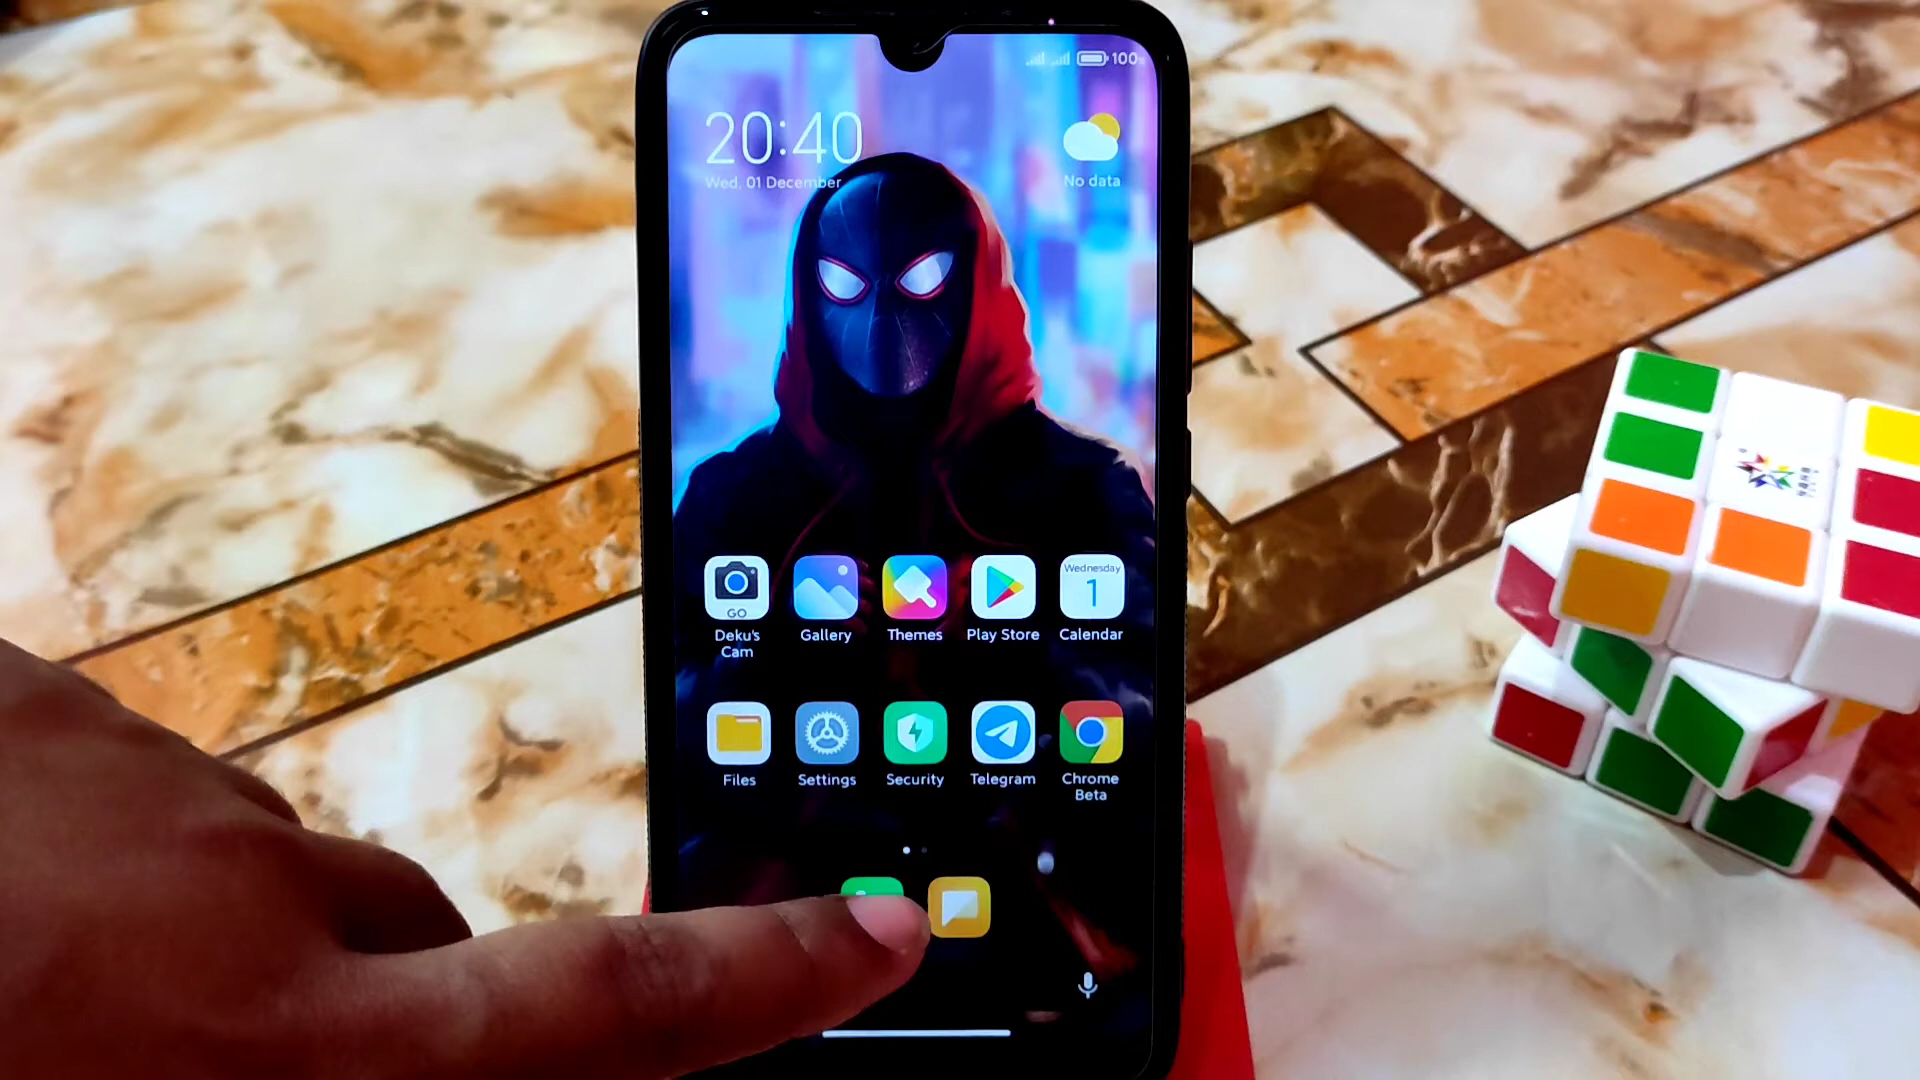 100
20:40
Wed, 01 December
No data
GO
Wednesday
1
Deku's
Cam
Gallery
Themes
Play Store
Calendar
Files
Settings
Security
Telegram
Chrome
Beta